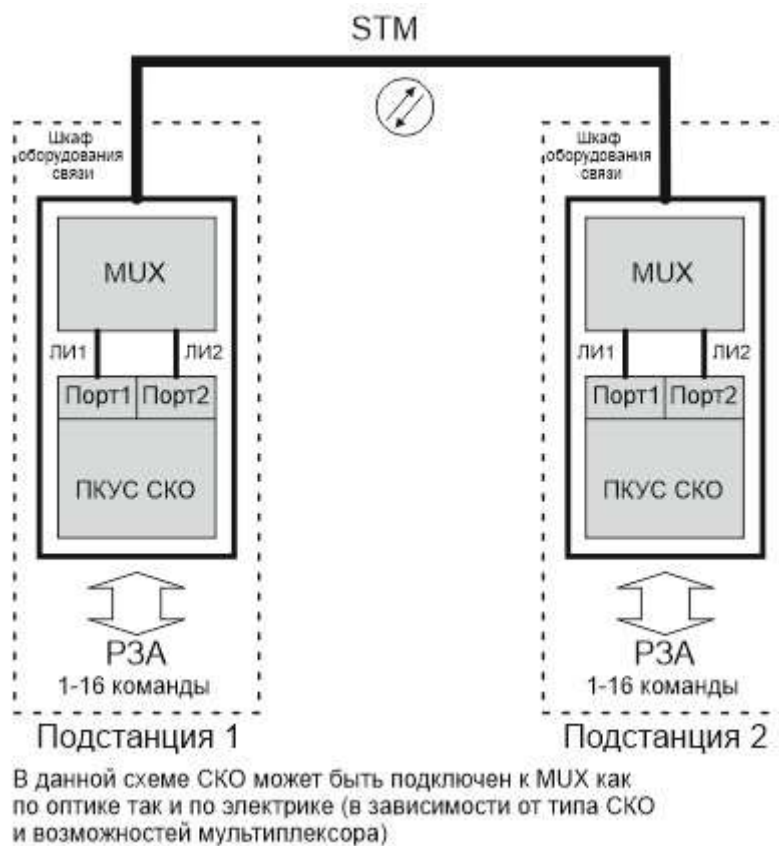 STM
Шкаф
оборудования
связи
MUX
ЛИ1
ЛИ2
Порт1
Порт2
ПКУС СКО
РЗА
1-16 команды
Подстанция 1
Шкаф
оборудования
связи
MUX
ЛИ1
ЛИ2
Порт1
Порт2
ПКУС СКО
РЗА
1-16 команды
Подстанция 2
В данной схеме СКО может быть подключен к MUX как
по оптике так и по электрике (в зависимости от типа СКО
и возможностей мультиплексора)